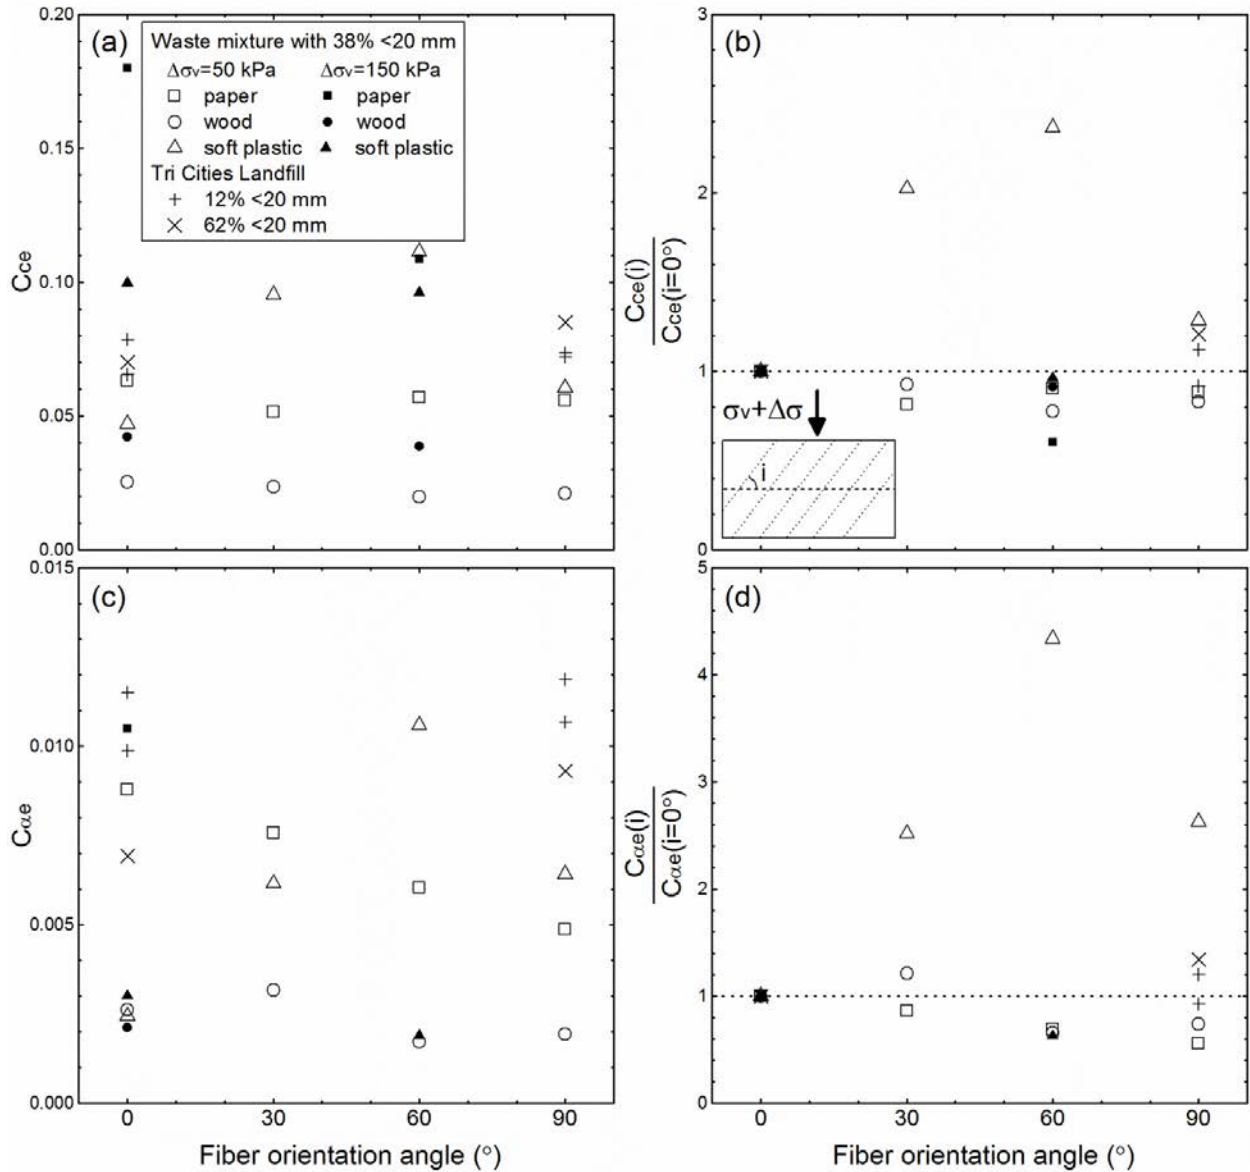 (a)
Waste mixture with 38% <20 mm
Δσv=50 kPa Δσv=150 kPa
paper paper
wood wood
soft plastic soft plastic
Tri Cities Landfill
12% <20 mm
62% <20 mm
0.20
0.15
0.10
0.05
0.00
Cce
(b)
3
2
1
0
Cce(i)
Cce(i=0°)
σv+Δσ
i
(c)
0.015
0.010
0.005
0.000
Cαe
0 30 60 90
Fiber orientation angle (°)
(d)
5
4
3
2
1
0
Cαe(i)
Cαe(i=0°)
0 30 60 90
Fiber orientation angle (°)